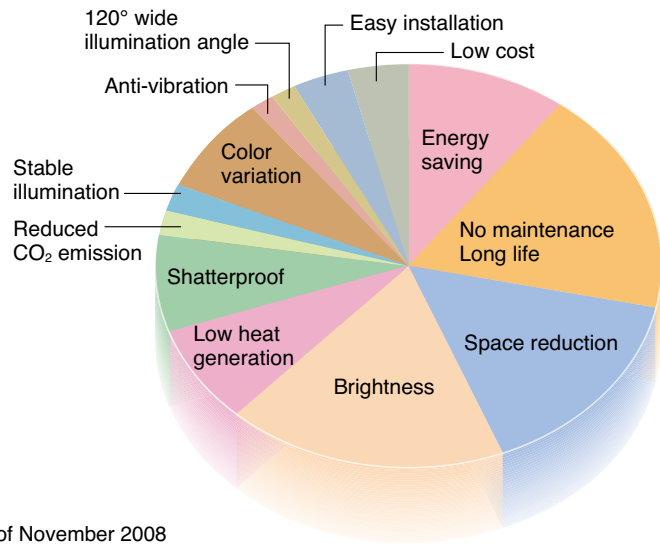 120° wide
illumination angle
Easy installation
Low cost
Anti-vibration
Energy
saving
Color
variation
Stable
illumination
No maintenance
Long life
Reduced
CO₂ emission
Shatterproof
Low heat
generation
Space reduction
Brightness
of November 2008